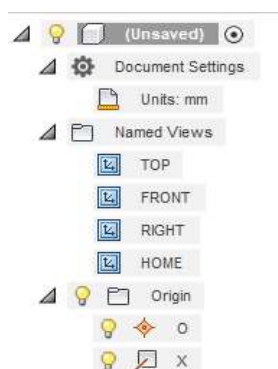 (Unsaved)
Document Settings
Units: mm
Named Views
TOP
FRONT
RIGHT
HOME
Origin
O
X